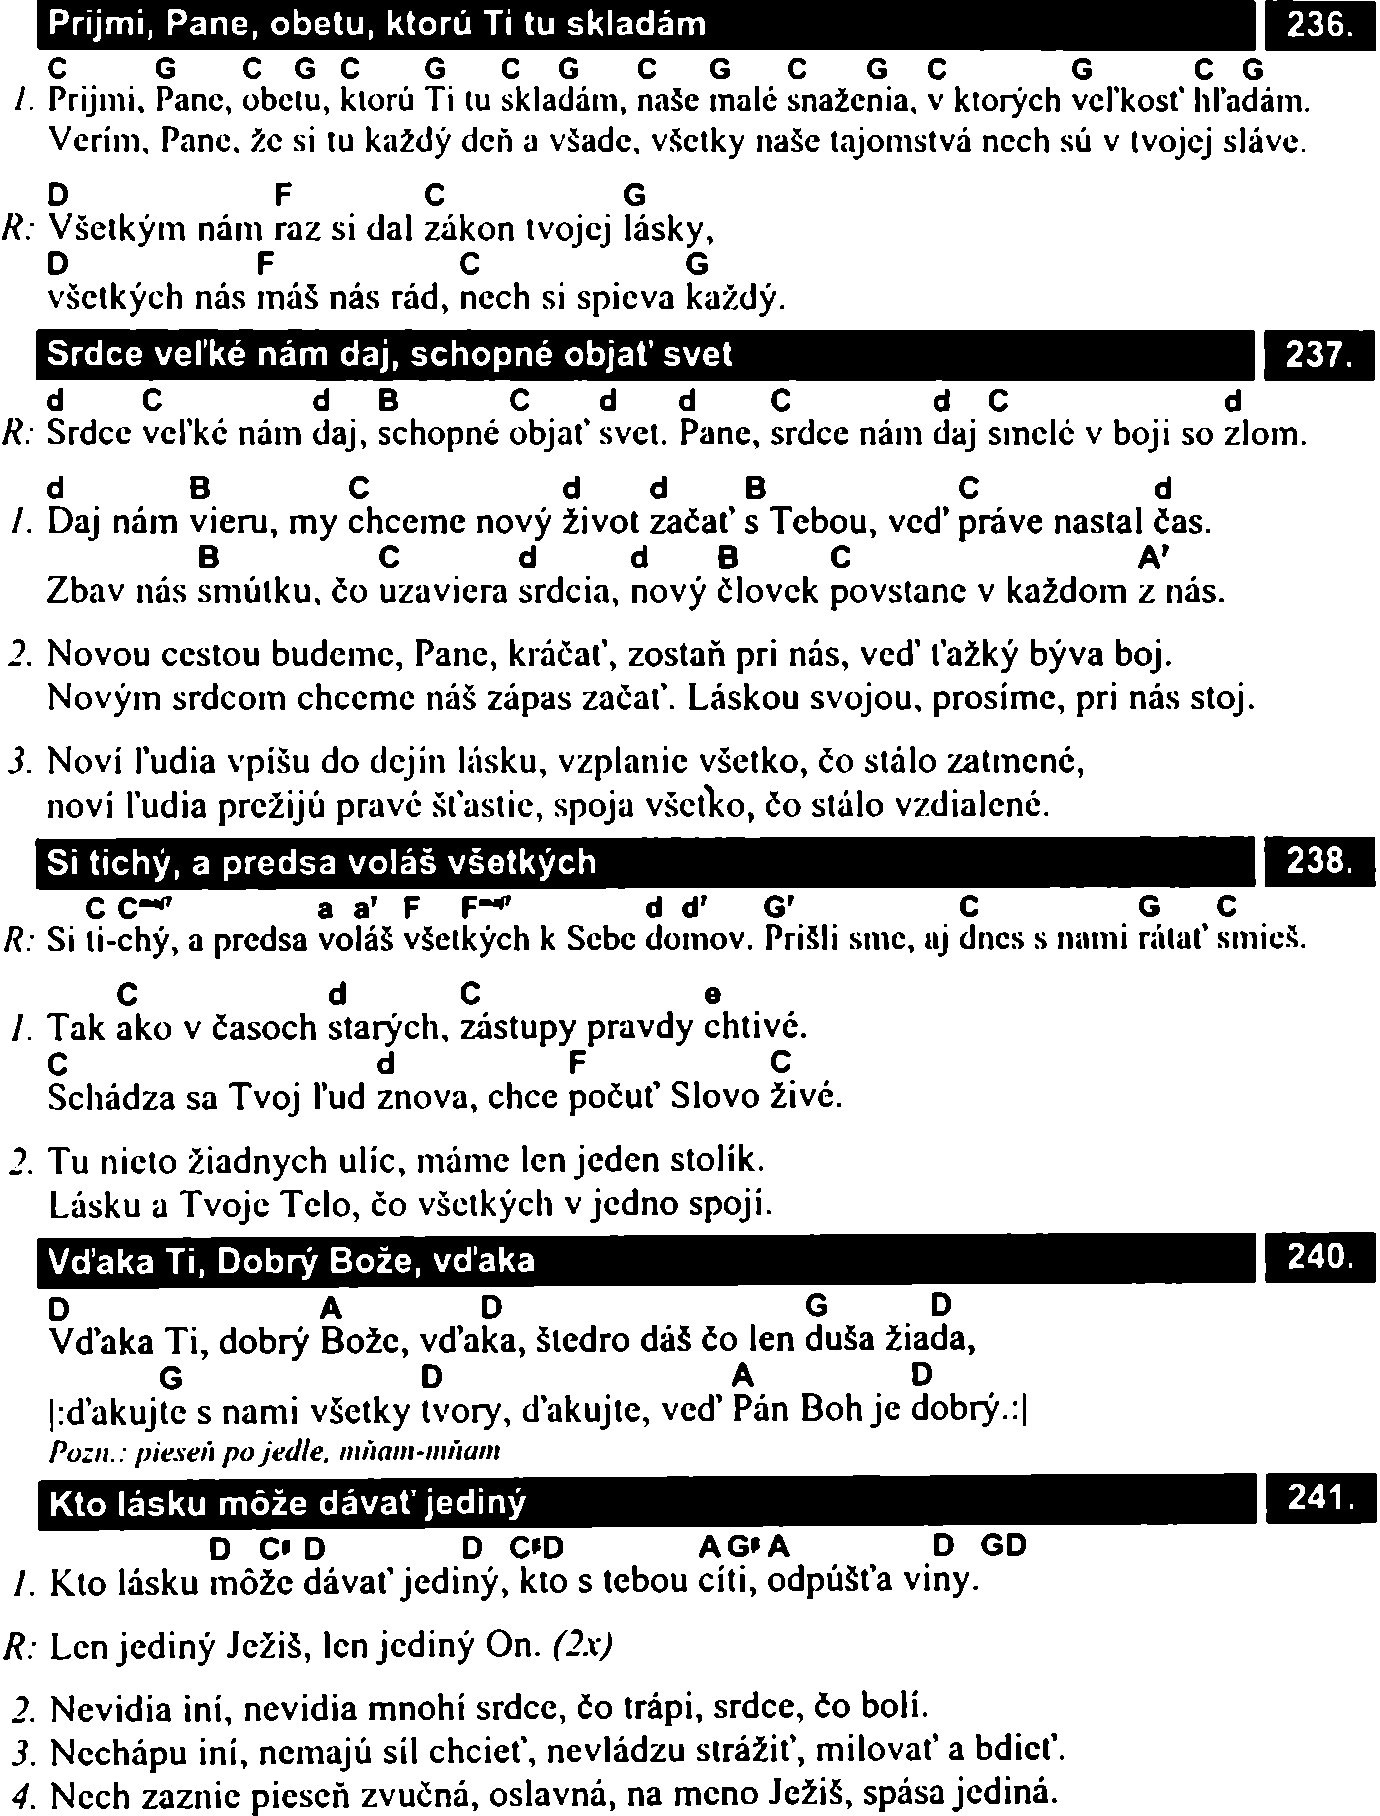 Prijmi, Pane, obetu, ktorú Ti tu skladám 236.
C G C G C G C G C G C G C G C G
1. Prijmi, Pane, obetu, ktorú Ti tu skladám, naše malé snaženia, v ktorých veľkosť hľadám.
Verím, Pane, že si tu každý deň a všade, všetky naše tajomstvá nech sú v tvojej sláve.
D F C G
R: Všetkým nám raz si dal zákon tvojej lásky,
D F C G
všetkých nás máš nás rád, nech si spieva každý.
Srdce veľké nám daj, schopné objať svet 237.
d C d B C d d C d C d
R: Srdce veľké nám daj, schopné objať svet. Pane, srdce nám daj smelé v boji so zlom.
d B C d d B C d
1. Daj nám vieru, my chceme nový život začať s Tebou, veď práve nastal čas.
B C d d B C A7
Zbav nás smútku, čo uzaviera srdcia, nový človek povstane v každom z nás.
2. Novou cestou budeme, Pane, kráčať, zostaň pri nás, veď ťažký býva boj.
Novým srdcom chceme náš zápas začať. Láskou svojou, prosíme, pri nás stoj.
3. Noví ľudia vpíšu do dejín lásku, vzplanie všetko, čo stálo zatmené,
noví ľudia prežijú pravé šťastie, spoja všetko, čo stálo vzdialené.
Si tichý, a predsa voláš všetkých 238.
C Cmaj7 a a7 F Fmaj7 d d7 G7 C G C
R: Si ti-chý, a predsa voláš všetkých k Sebe domov. Prišli sme, aj dnes s nami rátať smieš.
C d C e
1. Tak ako v časoch starých, zástupy pravdy chtivé.
C d F C
Schádza sa Tvoj ľud znova, chce počuť Slovo živé.
2. Tu nieto žiadnych ulíc, máme len jeden stolík.
Lásku a Tvoje Telo, čo všetkých v jedno spojí.
Vďaka Ti, Dobrý Bože, vďaka 240.
D A D G D
Vďaka Ti, dobrý Bože, vďaka, štedro dáš čo len duša žiada,
G D A D
|:ďakujte s nami všetky tvory, ďakujte, veď Pán Boh je dobrý.:|
Pozn.: pieseň po jedle, mňam-mňam
Kto lásku môže dávať jediný 241.
D C# D D C#D A G# A D GD
1. Kto lásku môže dávať jediný, kto s tebou cíti, odpúšťa viny.
R: Len jediný Ježiš, len jediný On. (2x)
2. Nevidia iní, nevidia mnohí srdce, čo trápi, srdce, čo bolí.
3. Nechápu iní, nemajú síl chcieť, nevládzu strážiť, milovať a bdieť.
4. Nech zaznie pieseň zvučná, oslavná, na meno Ježiš, spása jediná.